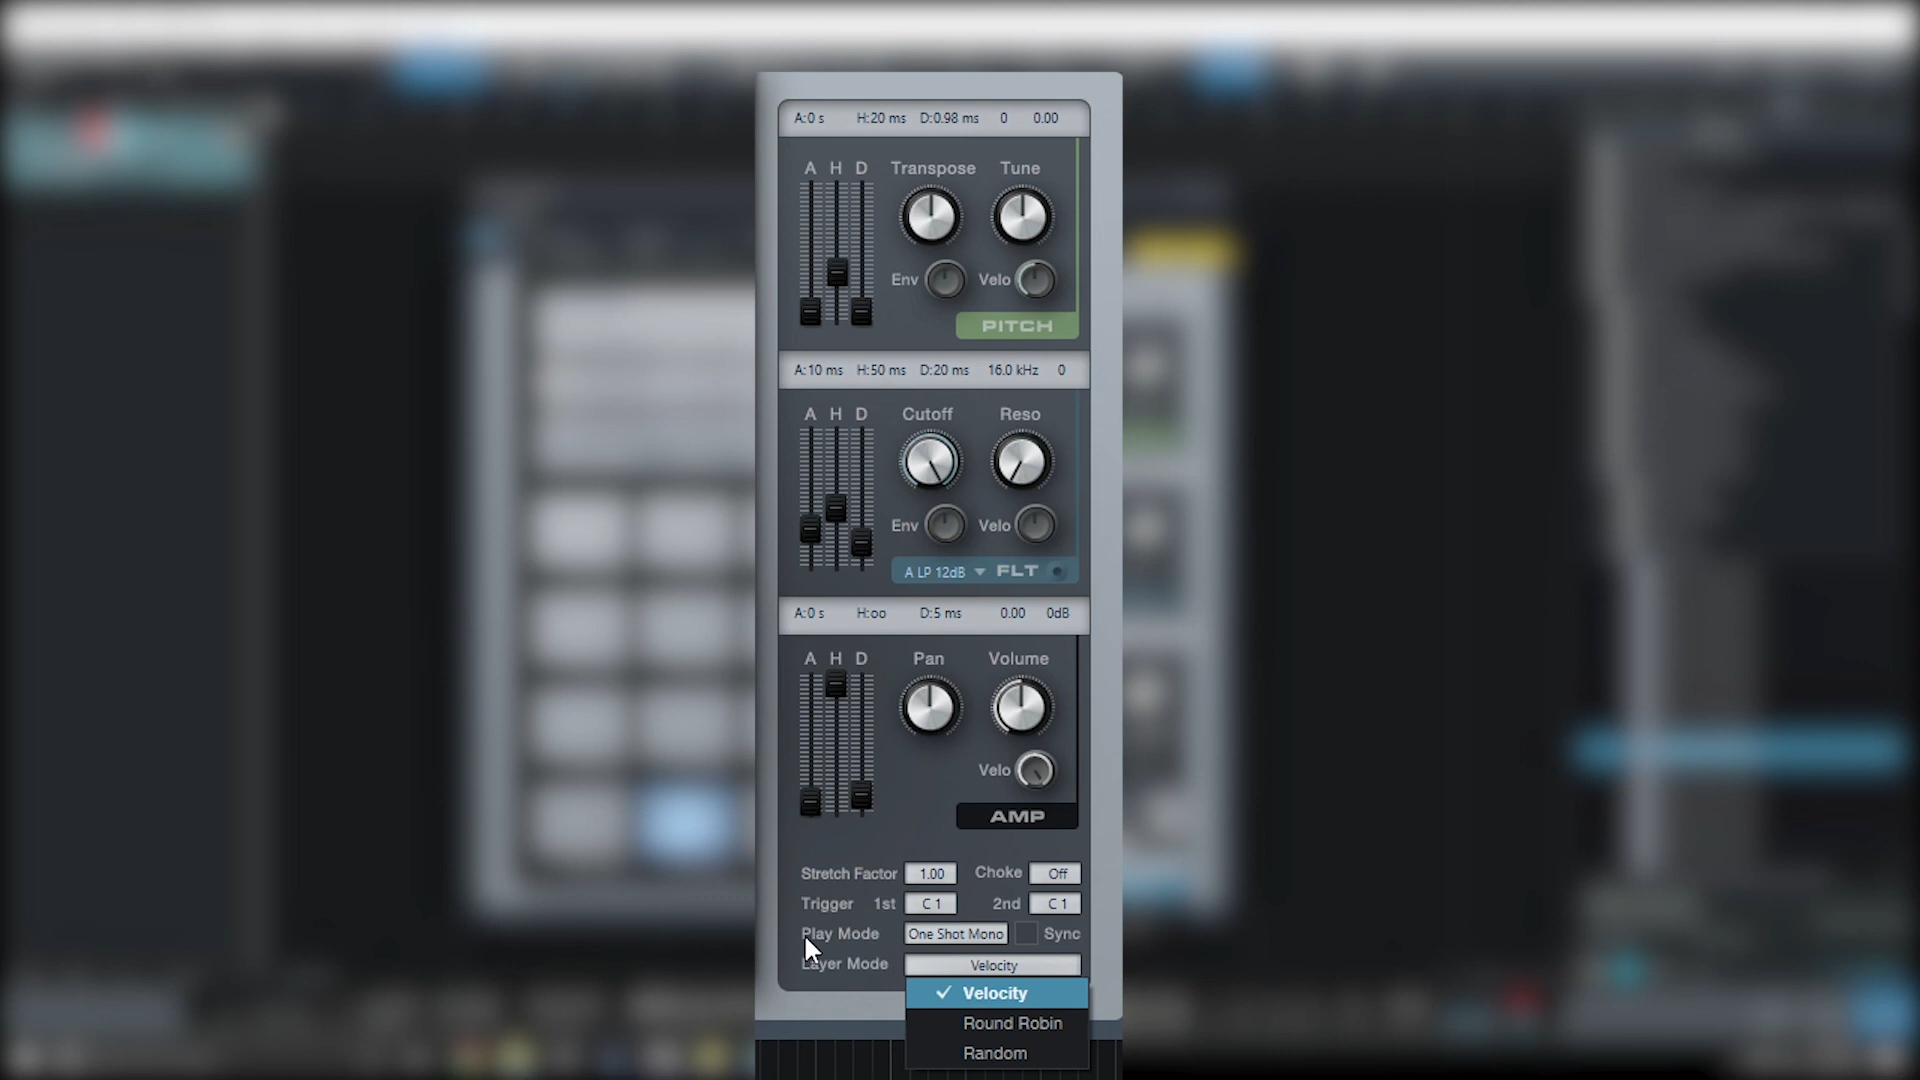 A:0 s H:20 ms D:0.98 ms 0 0.00
A H D Transpose Tune
Env Velo
PITCH
A:10 ms H:50 ms D:20 ms 16.0 kHz 0
A H D Cutoff Reso
Env Velo
A LP 12dB FLT
A:0 s H:oo D:5 ms 0.00 0dB
A H D Pan Volume
Velo
AMP
Stretch Factor 1.00 Choke Off
Trigger 1st C 1 2nd C 1
Play Mode One Shot Mono Sync
Layer Mode Velocity
Velocity
Round Robin
Random